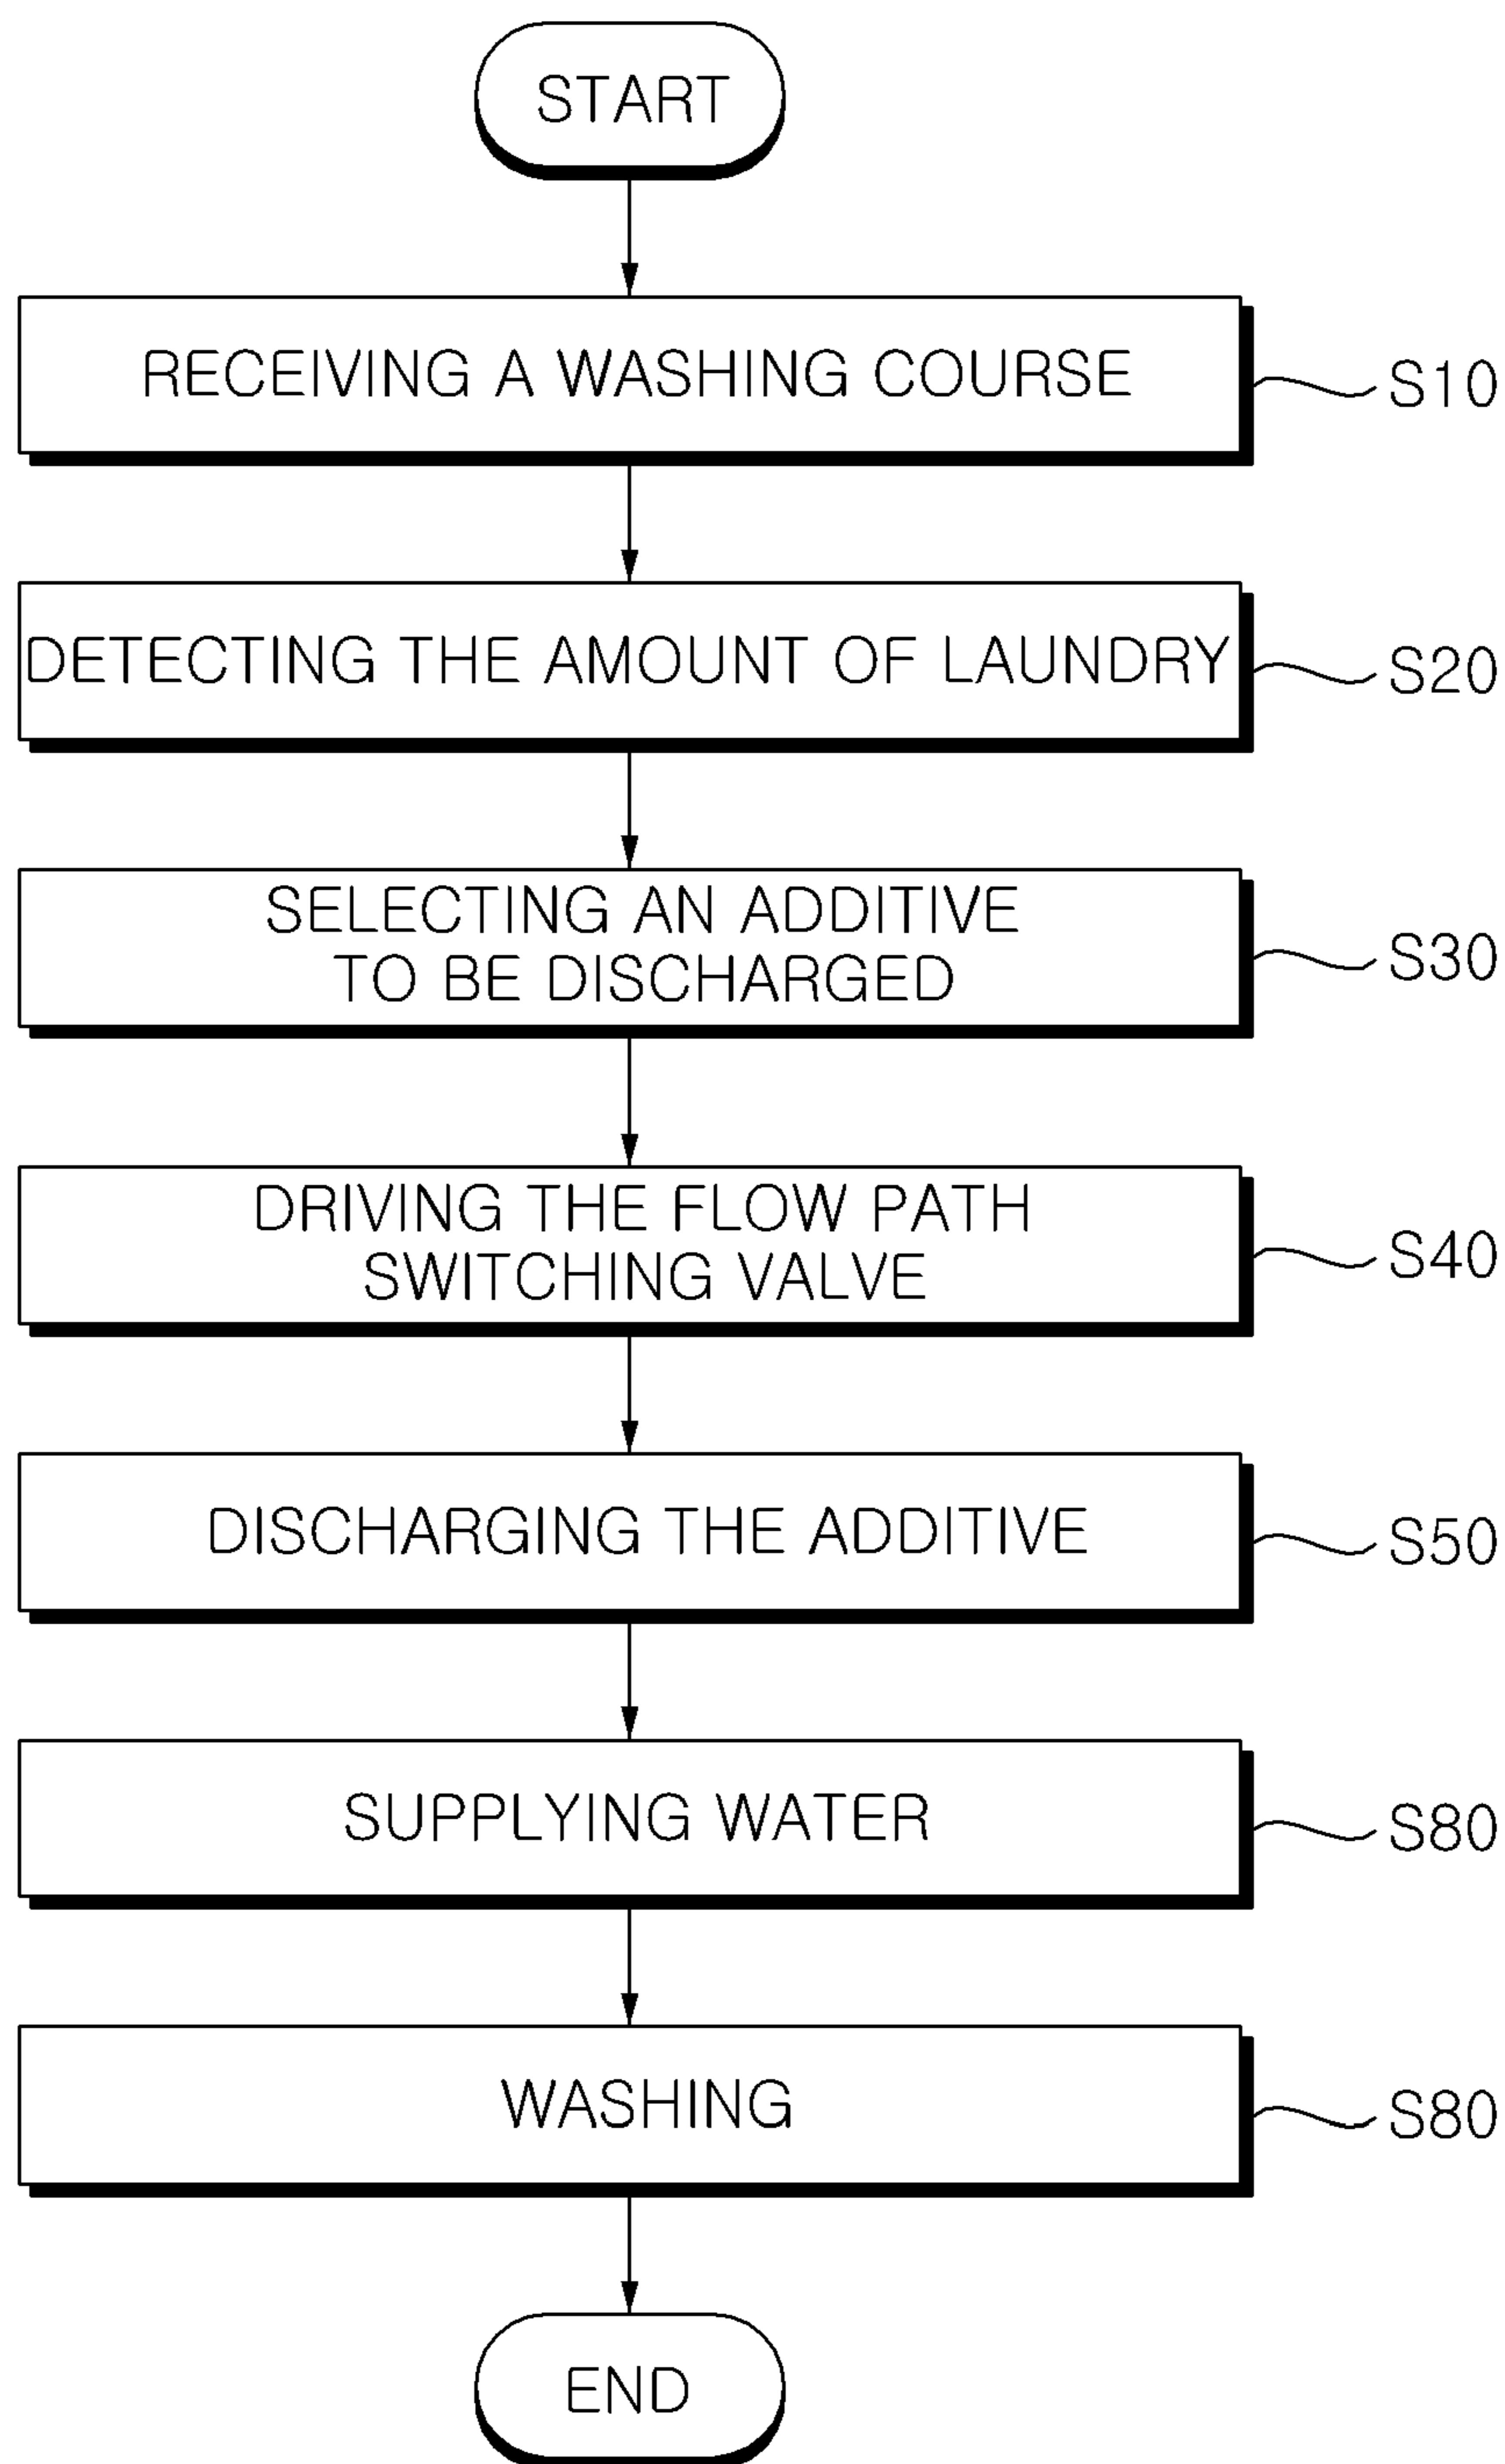 START
RECEIVING A WASHING COURSE
S10
DETECTING THE AMOUNT OF LAUNDRY
S20
SELECTING AN ADDITIVE
TO BE DISCHARGED
S30
DRIVING THE FLOW PATH
SWITCHING VALVE
S40
DISCHARGING THE ADDITIVE
S50
SUPPLYING WATER
S80
WASHING
S80
END